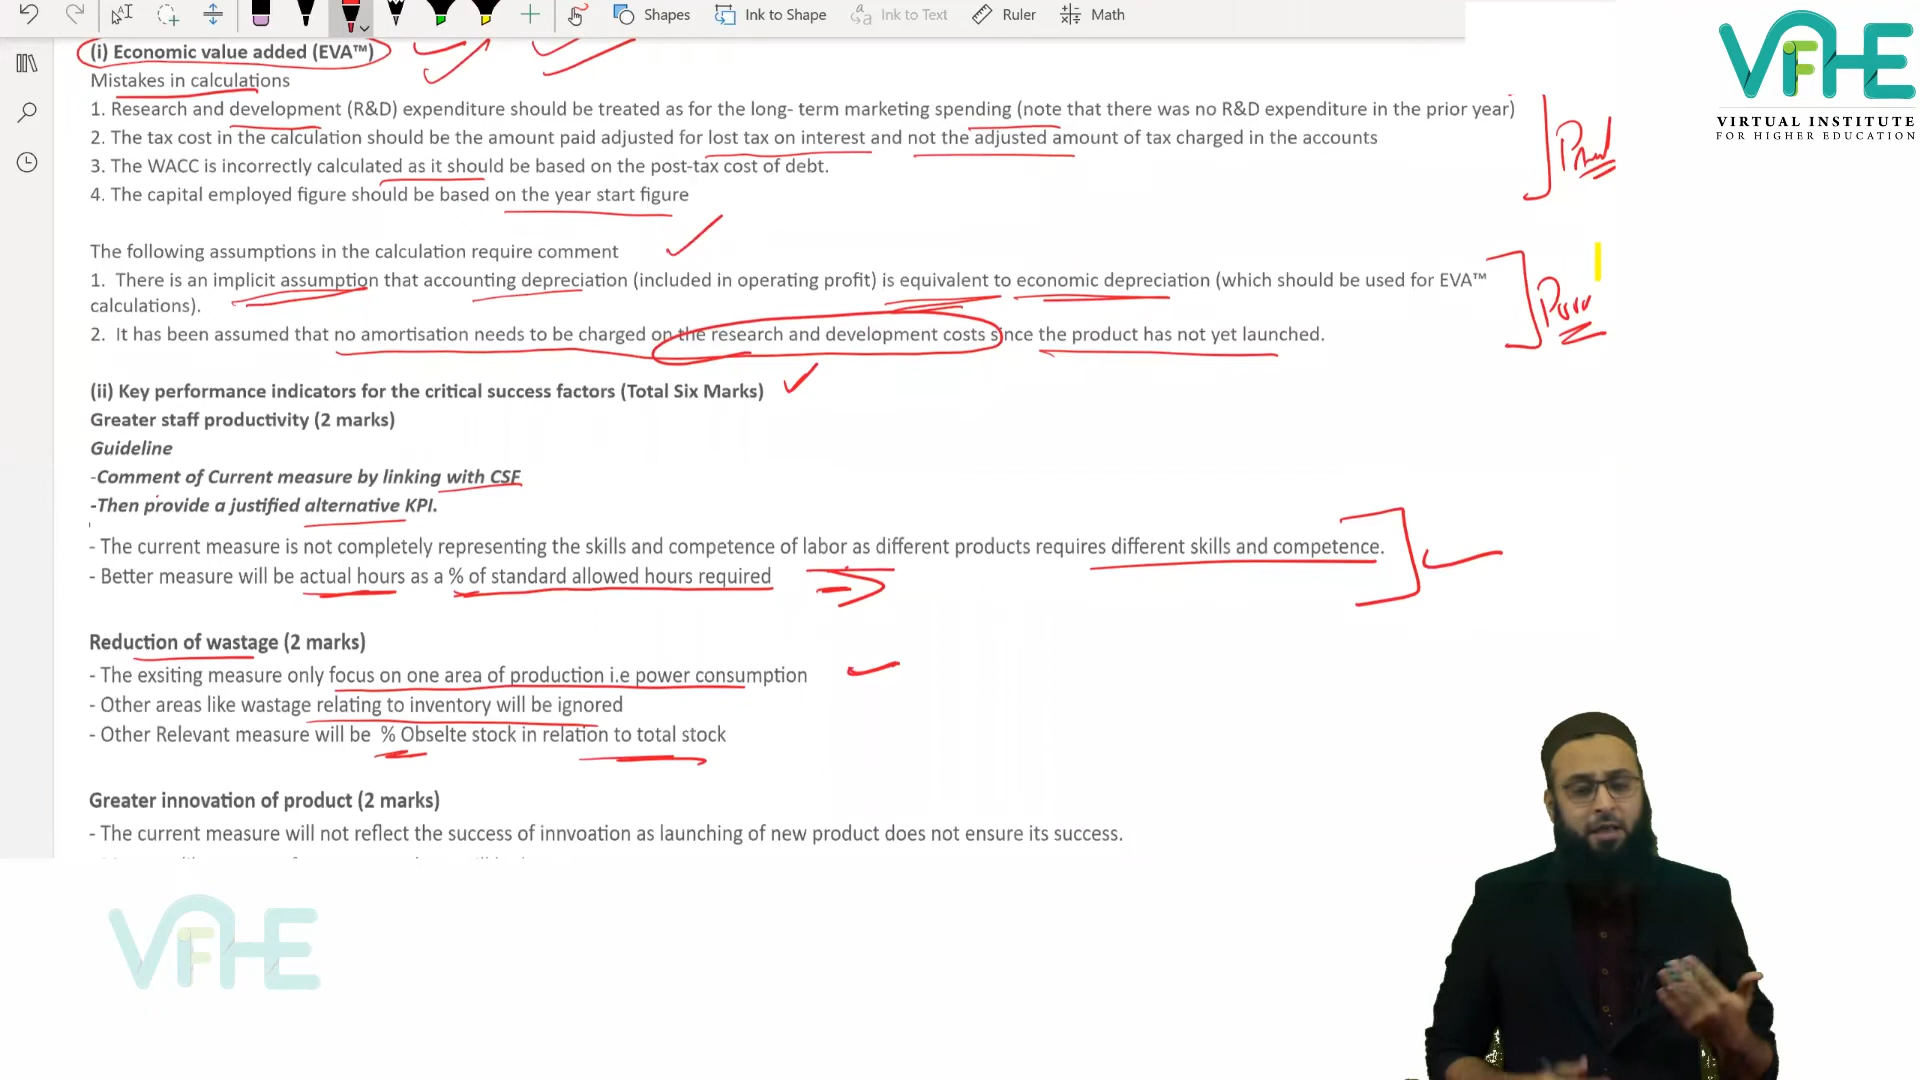 Shapes
Ink to Shape
Ink to Text
Ruler
Math
VIRTUAL INSTITUTE
FOR HIGHER EDUCATION
(i) Economic value added (EVA™)
Mistakes in calculations
1. Research and development (R&D) expenditure should be treated as for the long- term marketing spending (note that there was no R&D expenditure in the prior year)
2. The tax cost in the calculation should be the amount paid adjusted for lost tax on interest and not the adjusted amount of tax charged in the accounts
3. The WACC is incorrectly calculated as it should be based on the post-tax cost of debt.
4. The capital employed figure should be based on the year start figure
The following assumptions in the calculation require comment
1. There is an implicit assumption that accounting depreciation (included in operating profit) is equivalent to economic depreciation (which should be used for EVA™
calculations).
2. It has been assumed that no amortisation needs to be charged on the research and development costs since the product has not yet launched.
(ii) Key performance indicators for the critical success factors (Total Six Marks)
Greater staff productivity (2 marks)
Guideline
-Comment of Current measure by linking with CSF
-Then provide a justified alternative KPI.
- The current measure is not completely representing the skills and competence of labor as different products requires different skills and competence.
- Better measure will be actual hours as a % of standard allowed hours required
Reduction of wastage (2 marks)
- The exsiting measure only focus on one area of production i.e power consumption
- Other areas like wastage relating to inventory will be ignored
- Other Relevant measure will be % Obselte stock in relation to total stock
Greater innovation of product (2 marks)
- The current measure will not reflect the success of innvoation as launching of new product does not ensure its success.
VIFHE